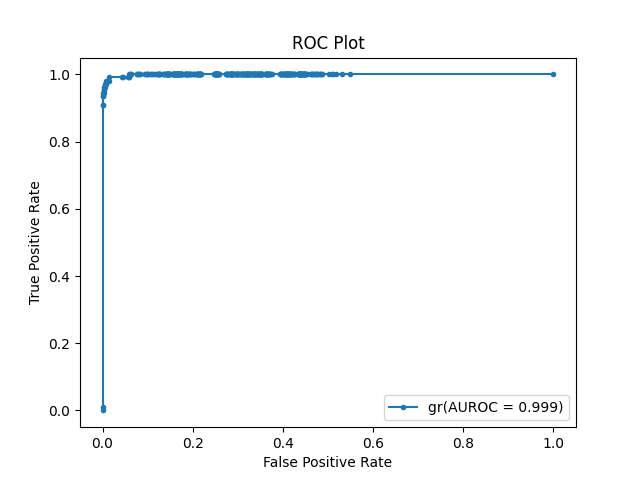 ROC Plot
1.0
0.8
0.6
0.4
0.2
0.0
True Positive Rate
gr(AUROC = 0.999)
0.0 0.2 0.4 0.6 0.8 1.0
False Positive Rate